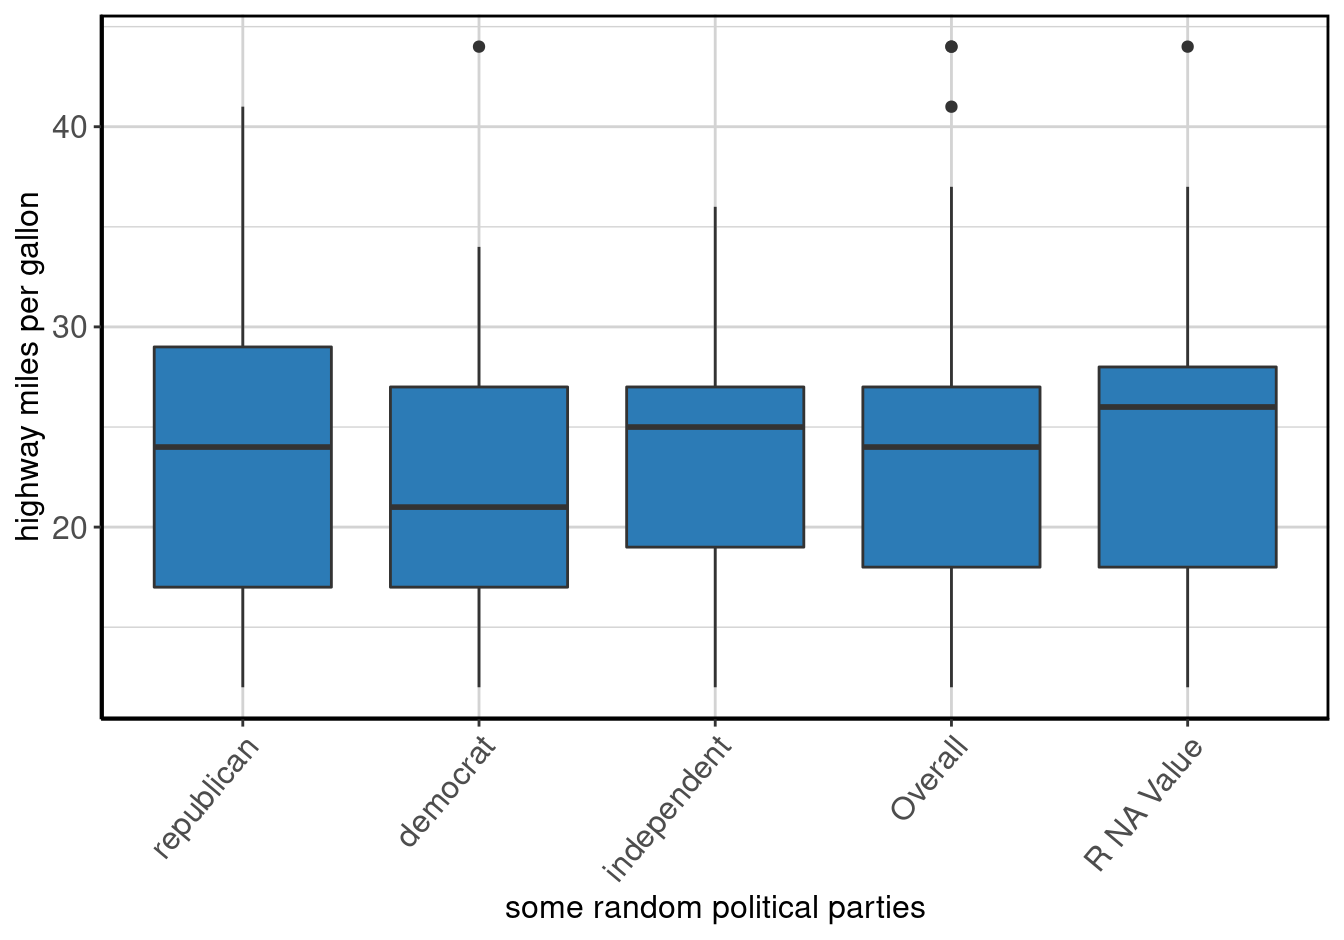 highway miles per gallon
40
30
20
republican
democrat
independent
Overall
R NA Value
some random political parties